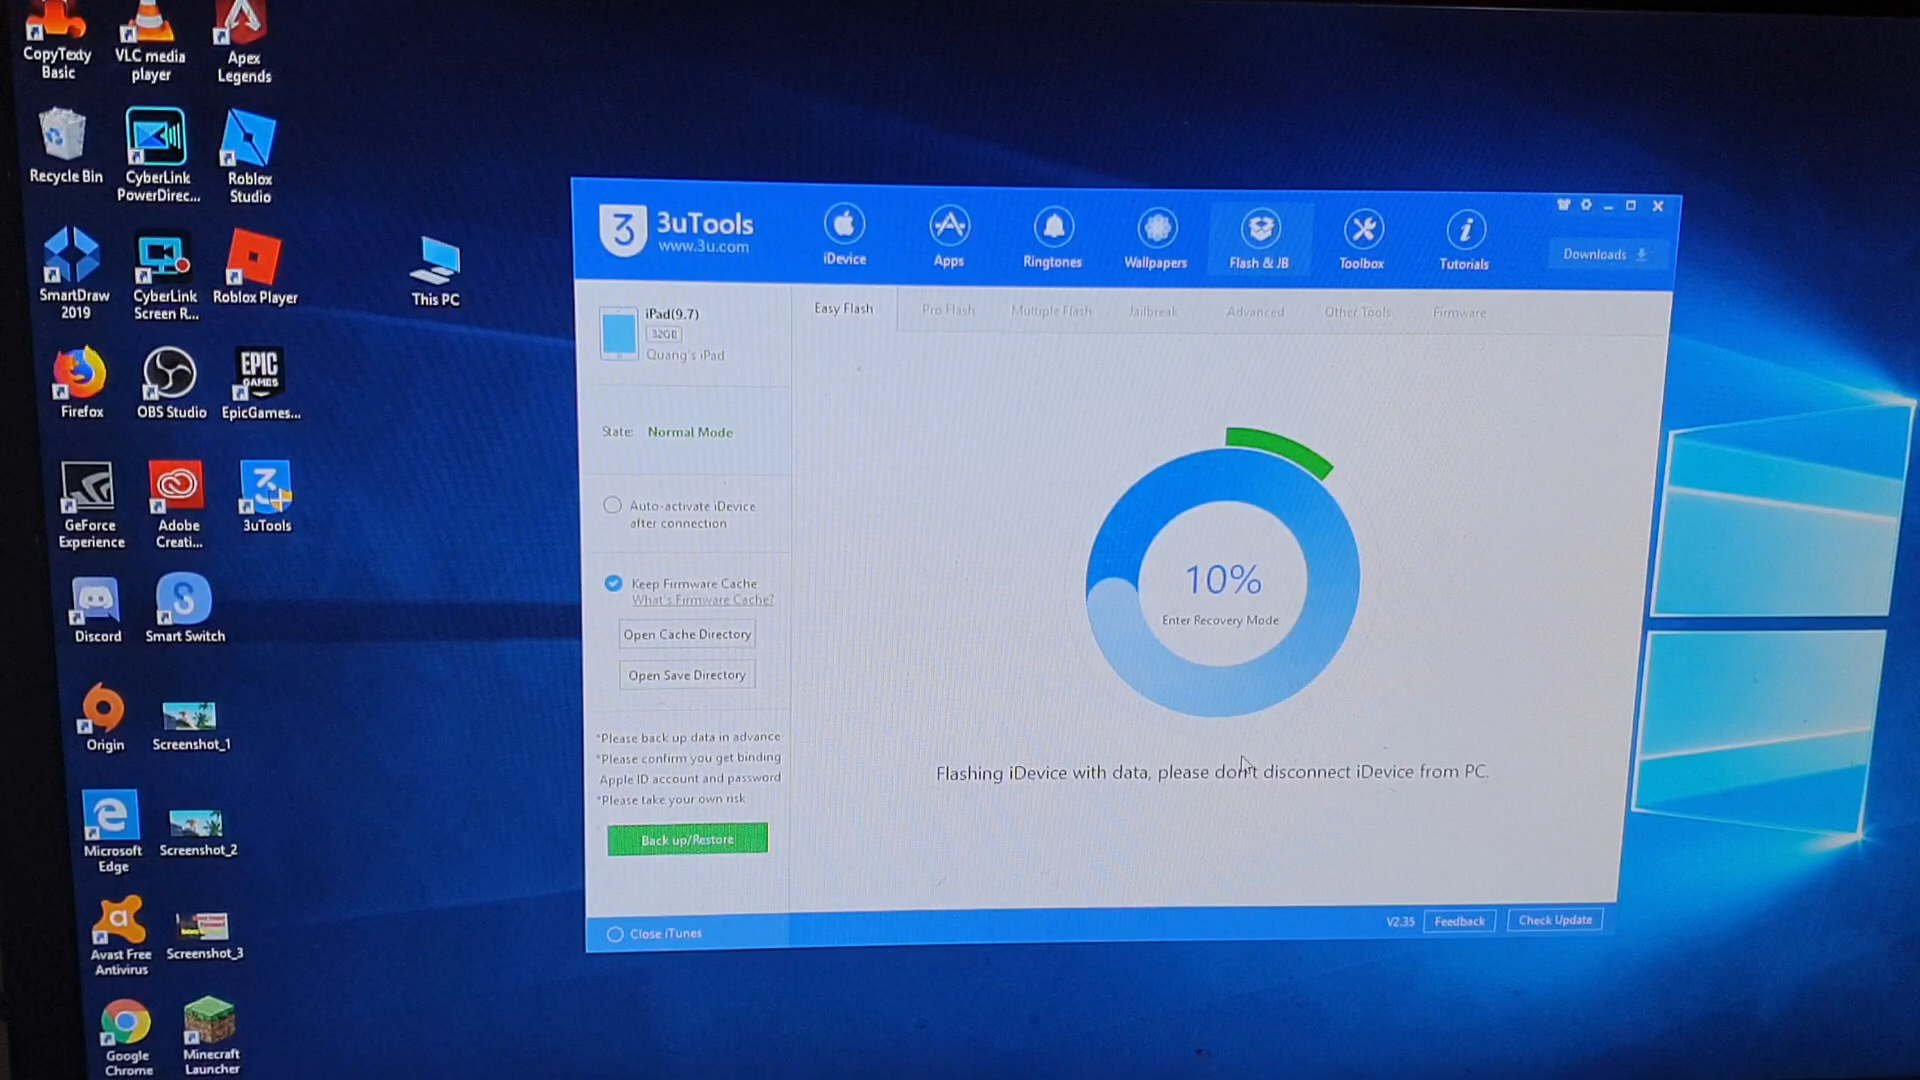 CopyTexty
Basic
VLC media
player
Apex
Legends
Recycle Bin
CyberLink
PowerDirec...
Roblox
Studio
SmartDraw
2019
CyberLink
Screen R...
Roblox Player
This PC
Firefox
OBS Studio
EPIC
GAMES
EpicGames...
GeForce
Experience
Adobe
Creati...
3uTools
Discord
Smart Switch
Origin
Screenshot_1
Microsoft
Edge
Screenshot_2
Avast Free
Antivirus
Screenshot_3
Google
Chrome
Minecraft
Launcher
3uTools
www.3u.com
iDevice
Apps
Ringtones
Wallpapers
Flash & JB
Toolbox
Tutorials
Downloads
iPad(9.7)
32GB
Quang's iPad
State: Normal Mode
Auto-activate iDevice
after connection
Keep Firmware Cache
What's Firmware Cache?
Open Cache Directory
Open Save Directory
*Please back up data in advance
*Please confirm you get binding
Apple ID account and password
*Please take your own risk
Back up/Restore
Close iTunes
Easy Flash
Pro Flash
Multiple Flash
Jailbreak
Advanced
Other Tools
Firmware
10%
Enter Recovery Mode
Flashing iDevice with data, please don't disconnect iDevice from PC.
V2.35
Feedback
Check Update